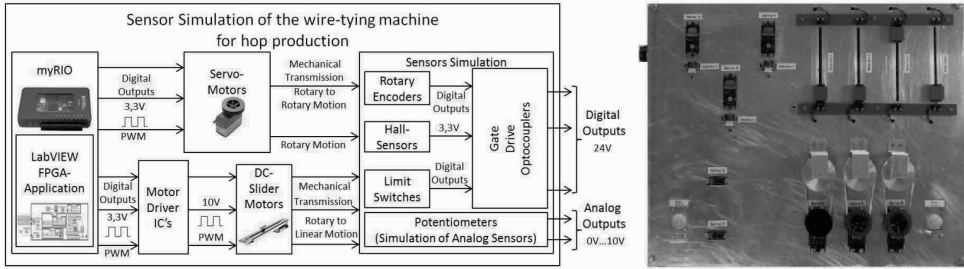 Sensor Simulation of the wire-tying machine
for hop production
myRIO
Digital
Outputs
3,3V
PWM
LabVIEW
FPGA-
Application
Digital
Outputs
3,3V
PWM
Servo-
Motors
Motor
Driver
IC's
10V
PWM
DC-
Slider
Motors
Mechanical
Transmission
Rotary to
Rotary Motion
Rotary Motion
Mechanical
Transmission
Rotary to
Linear Motion
Sensors Simulation
Rotary
Encoders
Hall-
Sensors
Limit
Switches
Digital
Outputs
3,3V
Digital
Outputs
Gate
Drive
Optocouplers
Potentiometers
(Simulation of Analog Sensors)
Digital
Outputs
24V
Analog
Outputs
0V...10V